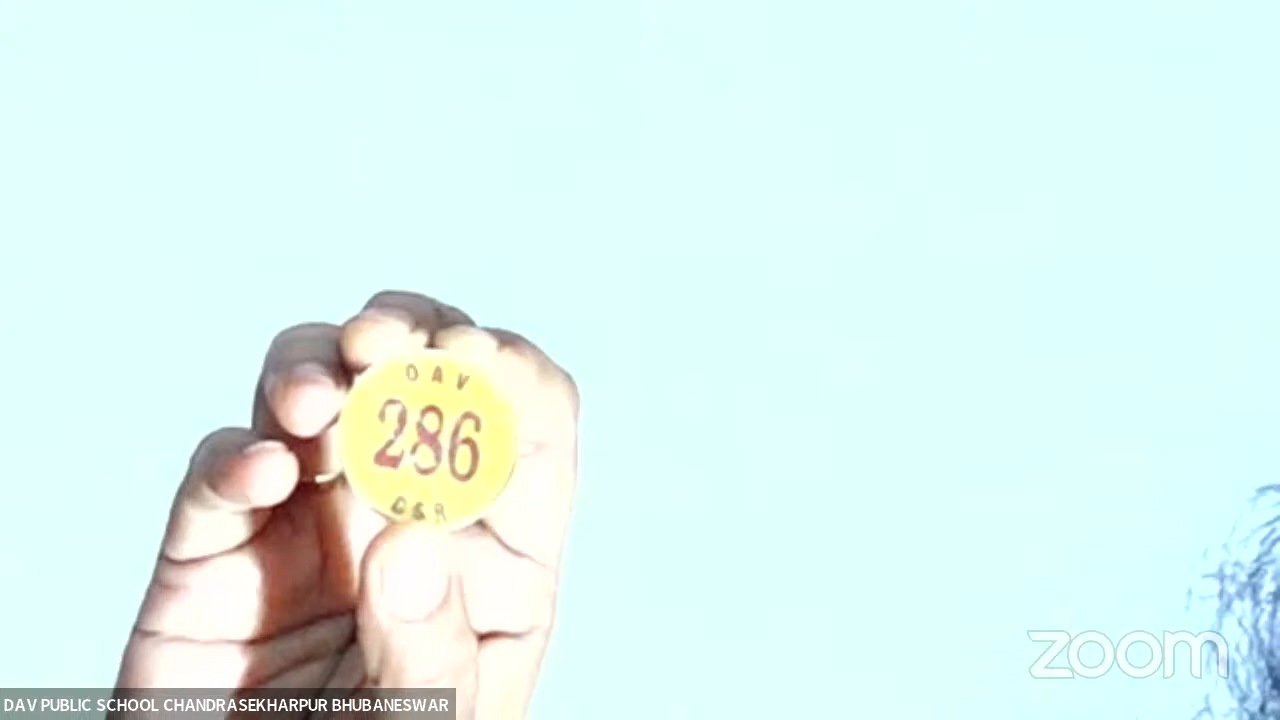 DAV
286
CSR
zoom
DAV PUBLIC SCHOOL CHANDRASEKHARPUR BHUBANESWAR